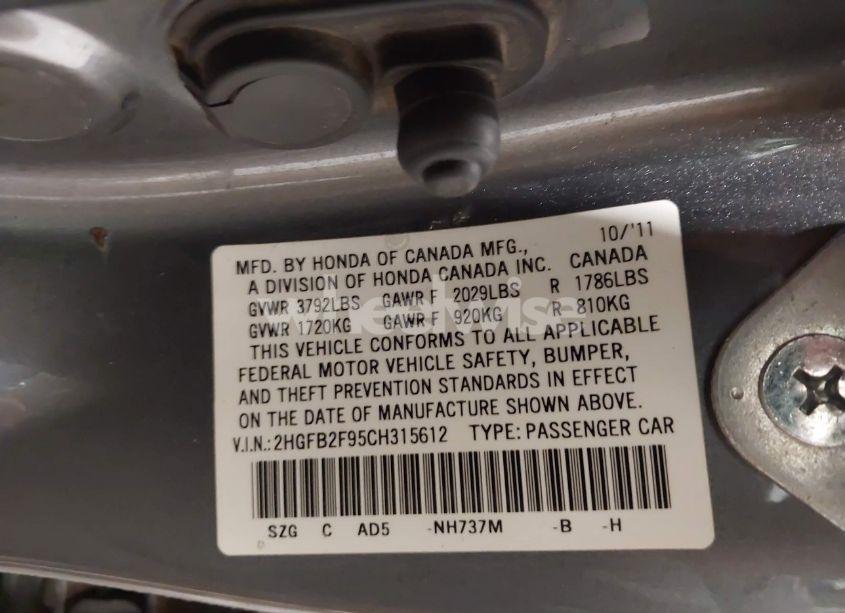 MFD. BY HONDA OF CANADA MFG., 10/'11
A DIVISION OF HONDA CANADA INC. CANADA
GVWR 3792LBS GAWR F 2029LBS R 1786LBS
GVWR 1720KG GAWR F 920KG /R 810KG
THIS VEHICLE CONFORMS TO ALL APPLICABLE
FEDERAL MOTOR VEHICLE SAFETY, BUMPER,
AND THEFT PREVENTION STANDARDS IN EFFECT
ON THE DATE OF MANUFACTURE SHOWN ABOVE.
V.I.N.:2HGFB2F95CH315612 TYPE: PASSENGER CAR
SZG C AD5 -NH737M -B -H
wheelwise